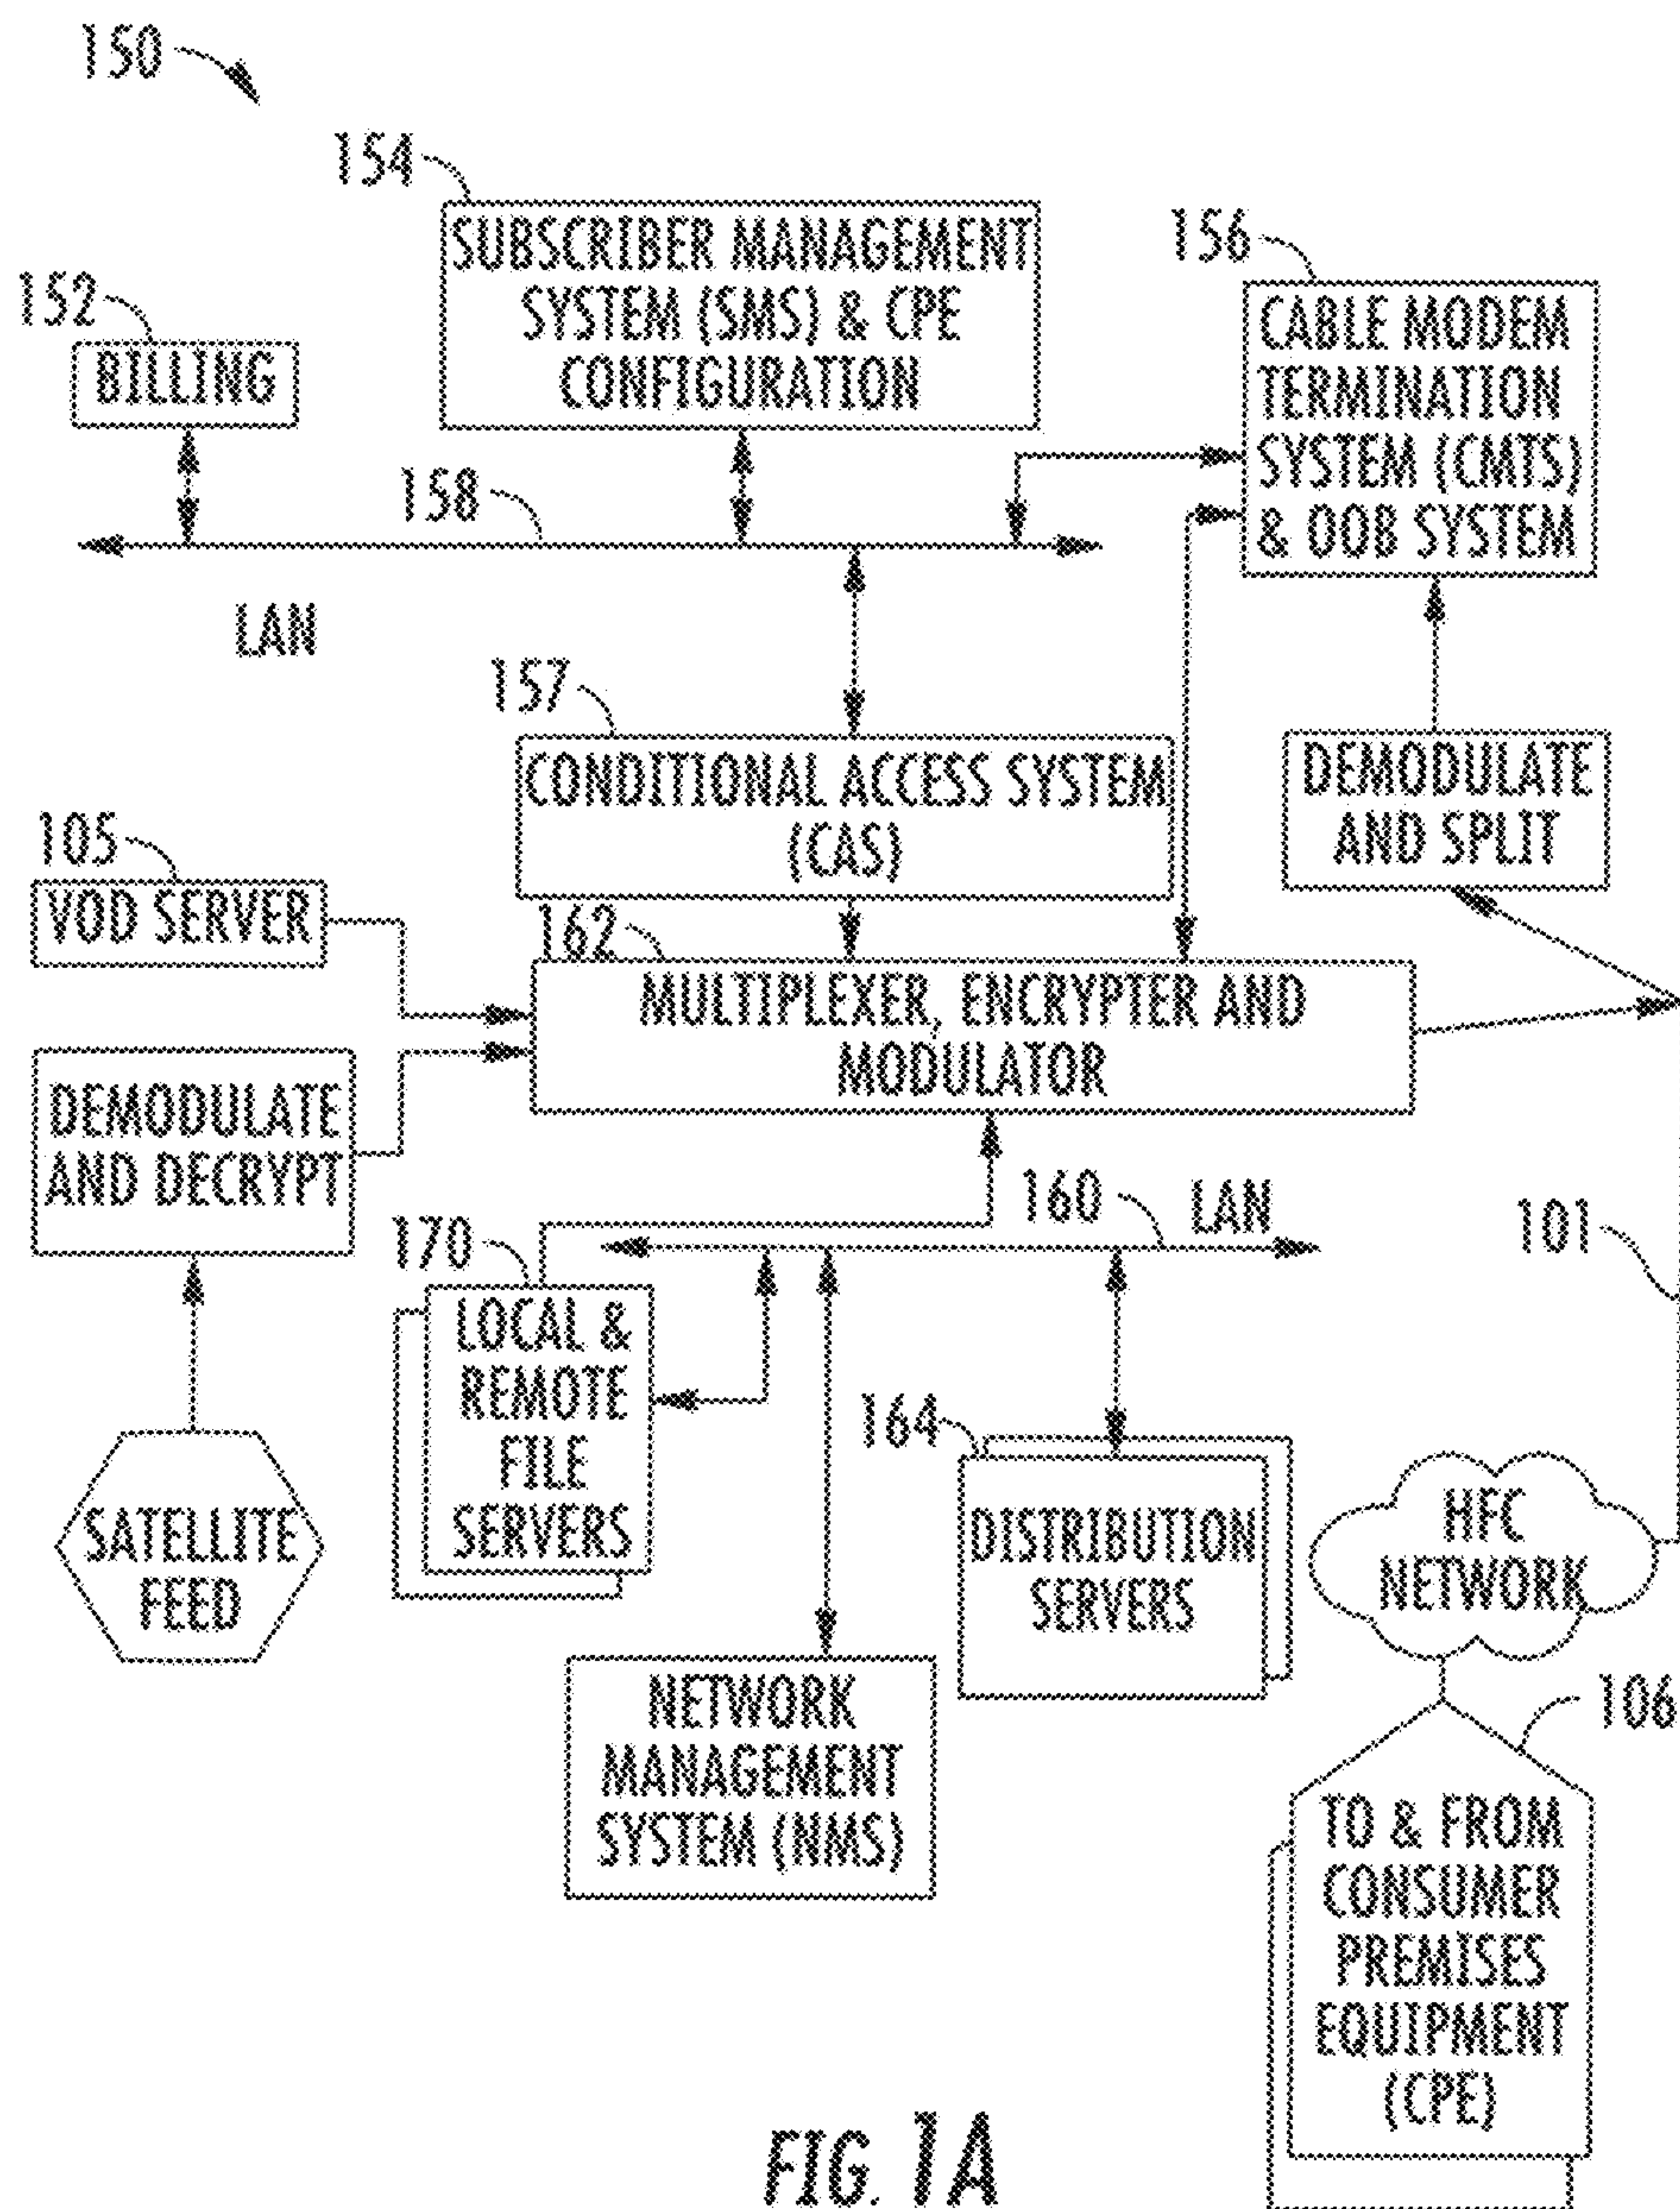 150
154
SUBSCRIBER MANAGEMENT
SYSTEM (SMS) & CPE
CONFIGURATION
156
CABLE MODEM
TERMINATION
SYSTEM (CMTS)
& OOB SYSTEM
152
BILLING
158
LAN
157
CONDITIONAL ACCESS SYSTEM
(CAS)
DEMODULATE
AND SPLIT
105
VOD SERVER
162
MULTIPLEXER, ENCRYPTER AND
MODULATOR
DEMODULATE
AND DECRYPT
160
LAN
101
170
LOCAL &
REMOTE
FILE
SERVERS
164
DISTRIBUTION
SERVERS
HFC
NETWORK
SATELLITE
FEED
NETWORK
MANAGEMENT
SYSTEM (NMS)
106
TO & FROM
CONSUMER
PREMISES
EQUIPMENT
(CPE)
FIG. 1A